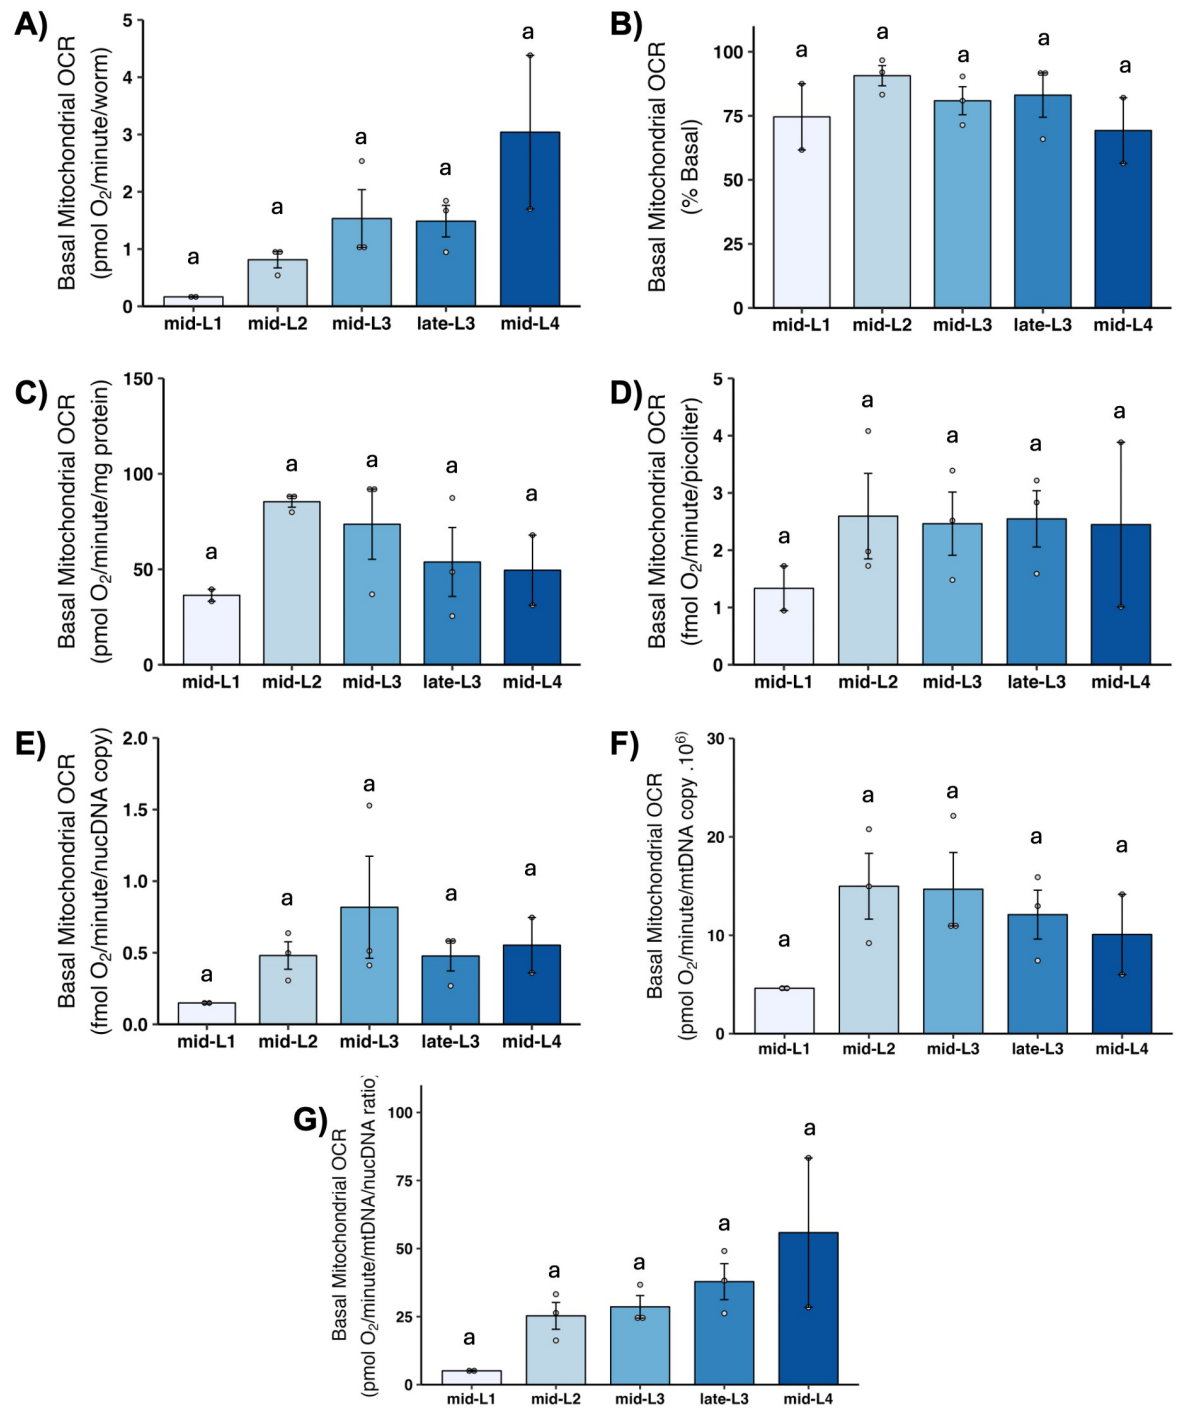 A)
Basal Mitochondrial OCR
(pmol O₂/minute/worm)
5
4
3
2
1
0
a
a
a
a
a
mid-L1 mid-L2 mid-L3 late-L3 mid-L4
B)
Basal Mitochondrial OCR
(% Basal)
100
75
50
25
0
a
a
a
a
a
mid-L1 mid-L2 mid-L3 late-L3 mid-L4
C)
Basal Mitochondrial OCR
(pmol O₂/minute/mg protein)
150
100
50
0
a
a
a
a
a
mid-L1 mid-L2 mid-L3 late-L3 mid-L4
D)
Basal Mitochondrial OCR
(fmol O₂/minute/picoliter)
5
4
3
2
1
0
a
a
a
a
a
mid-L1 mid-L2 mid-L3 late-L3 mid-L4
E)
Basal Mitochondrial OCR
(fmol O₂/minute/nucDNA copy)
2.0
1.5
1.0
0.5
0.0
a
a
a
a
a
mid-L1 mid-L2 mid-L3 late-L3 mid-L4
F)
Basal Mitochondrial OCR
(pmol O₂/minute/mtDNA copy .10⁶)
30
20
10
0
a
a
a
a
a
mid-L1 mid-L2 mid-L3 late-L3 mid-L4
G)
Basal Mitochondrial OCR
(pmol O₂/minute/mtDNA/nucDNA ratio)
100
75
50
25
0
a
a
a
a
a
mid-L1 mid-L2 mid-L3 late-L3 mid-L4